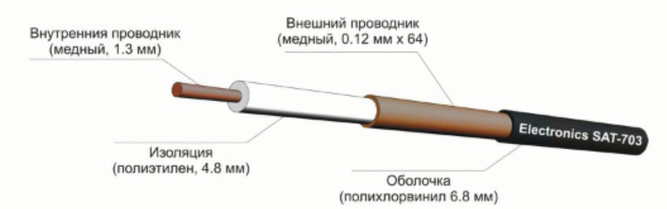 Внутренния проводник
(медный, 1.3 мм)
Внешний проводник
(медный, 0.12 мм х 64)
Electronics SAT-703
Изоляция
(полиэтилен, 4.8 мм)
Оболочка
(полихлорвинил 6.8 мм)